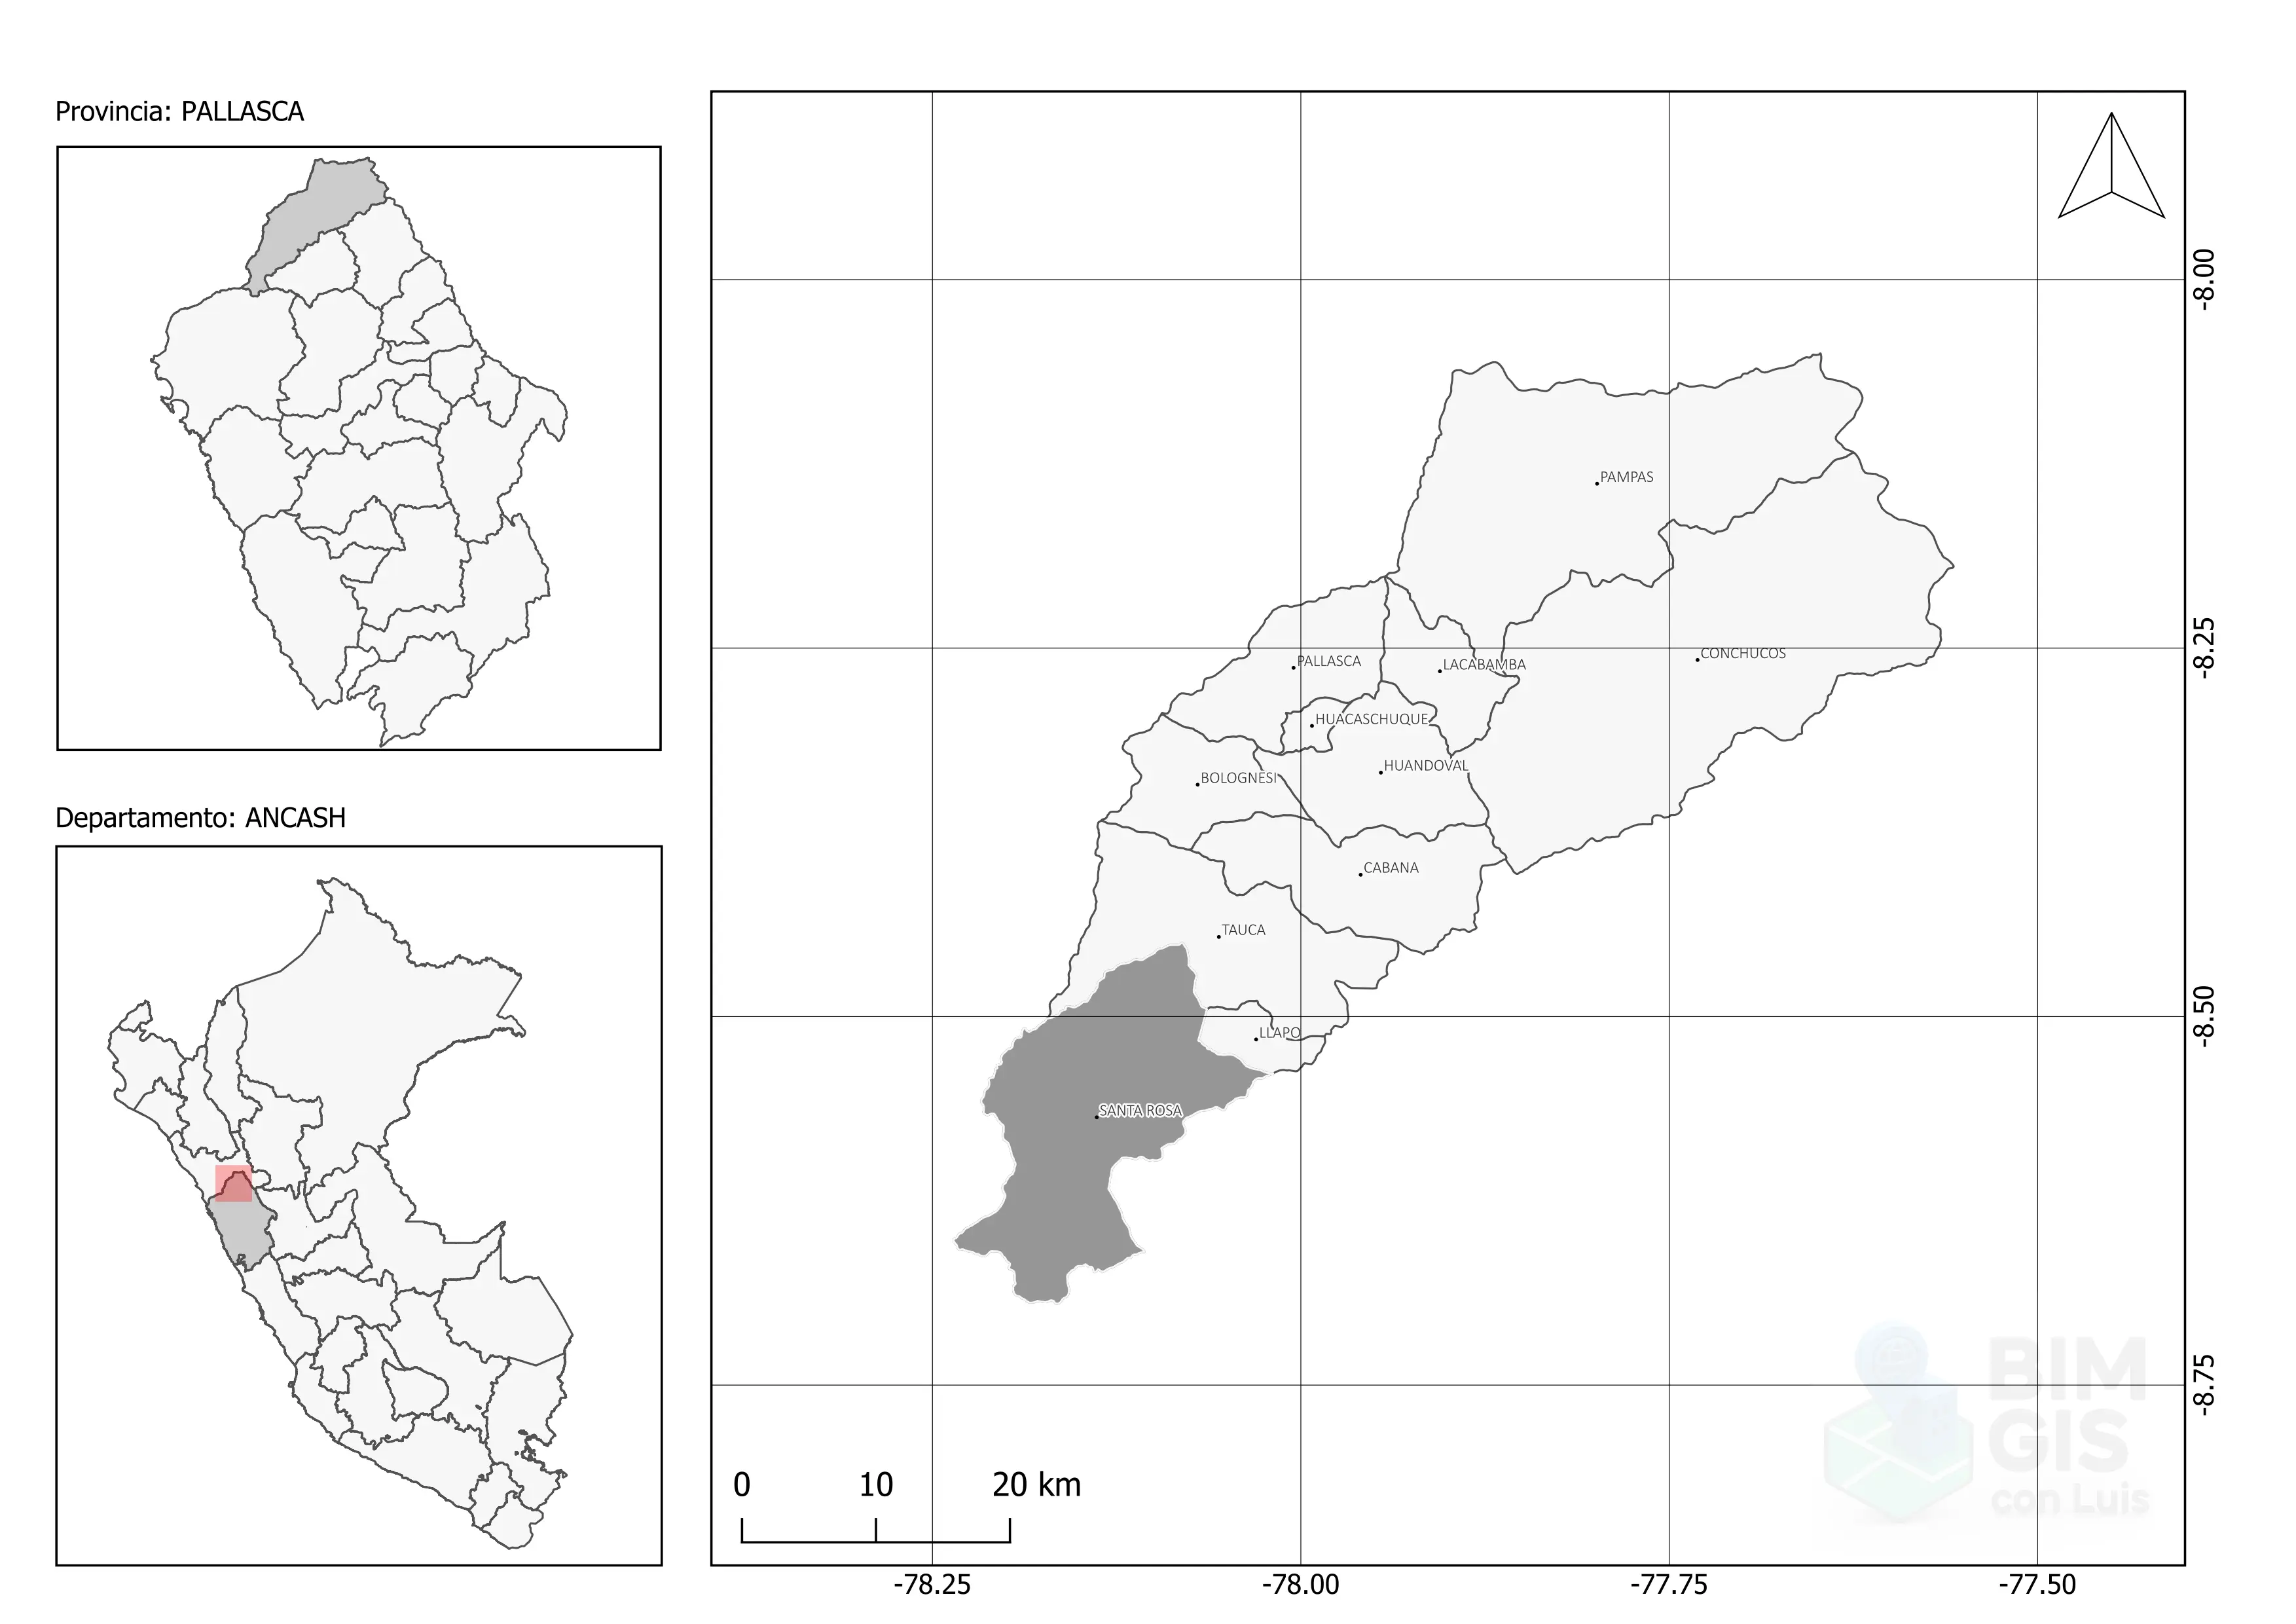 Provincia: PALLASCA
Departamento: ANCASH
PAMPAS
CONCHUCOS
PALLASCA
LACABAMBA
HUACASCHUQUE
HUANDOVAL
BOLOGNESI
CABANA
TAUCA
LLAPO
SANTA ROSA
-8.00
-8.25
-8.50
-8.75
0 10 20 km
-78.25 -78.00 -77.75 -77.50
BIM
GIS
con Luis